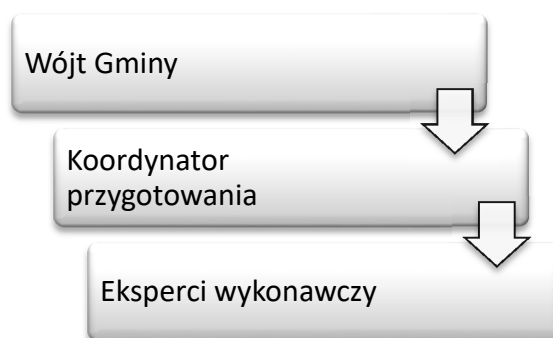 Wójt Gminy
Koordynator
przygotowania
Eksperci wykonawczy